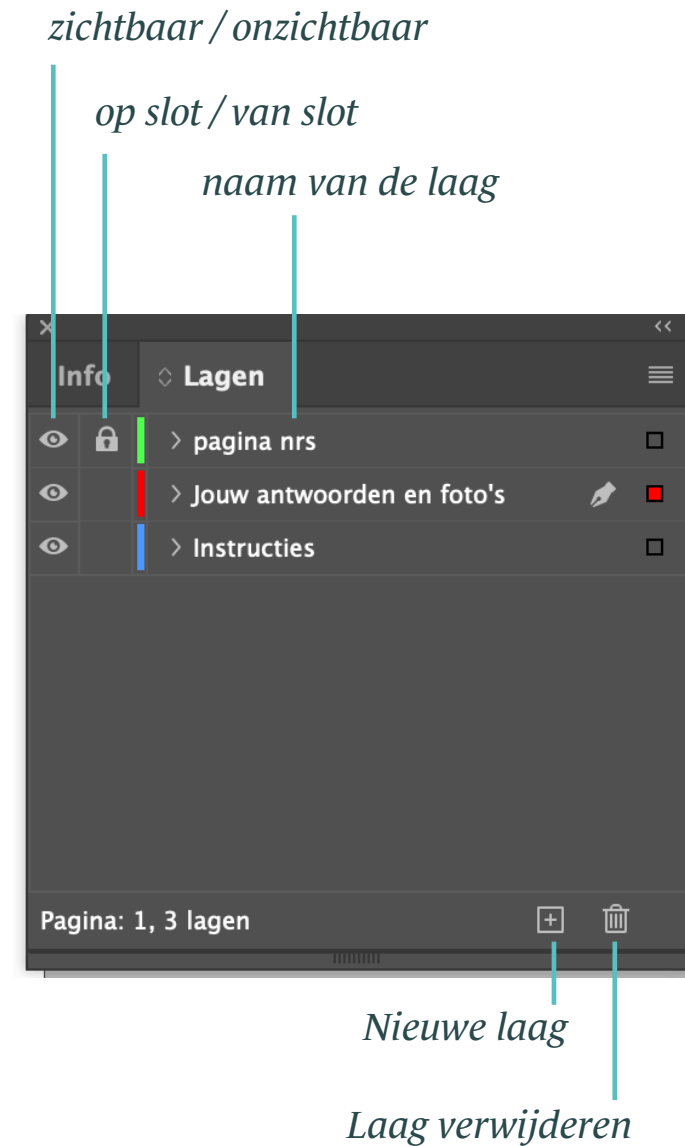 zichtbaar / onzichtbaar
op slot / van slot
naam van de laag
Info
Lagen
pagina nrs
Jouw antwoorden en foto's
Instructies
Pagina: 1, 3 lagen
Nieuwe laag
Laag verwijderen